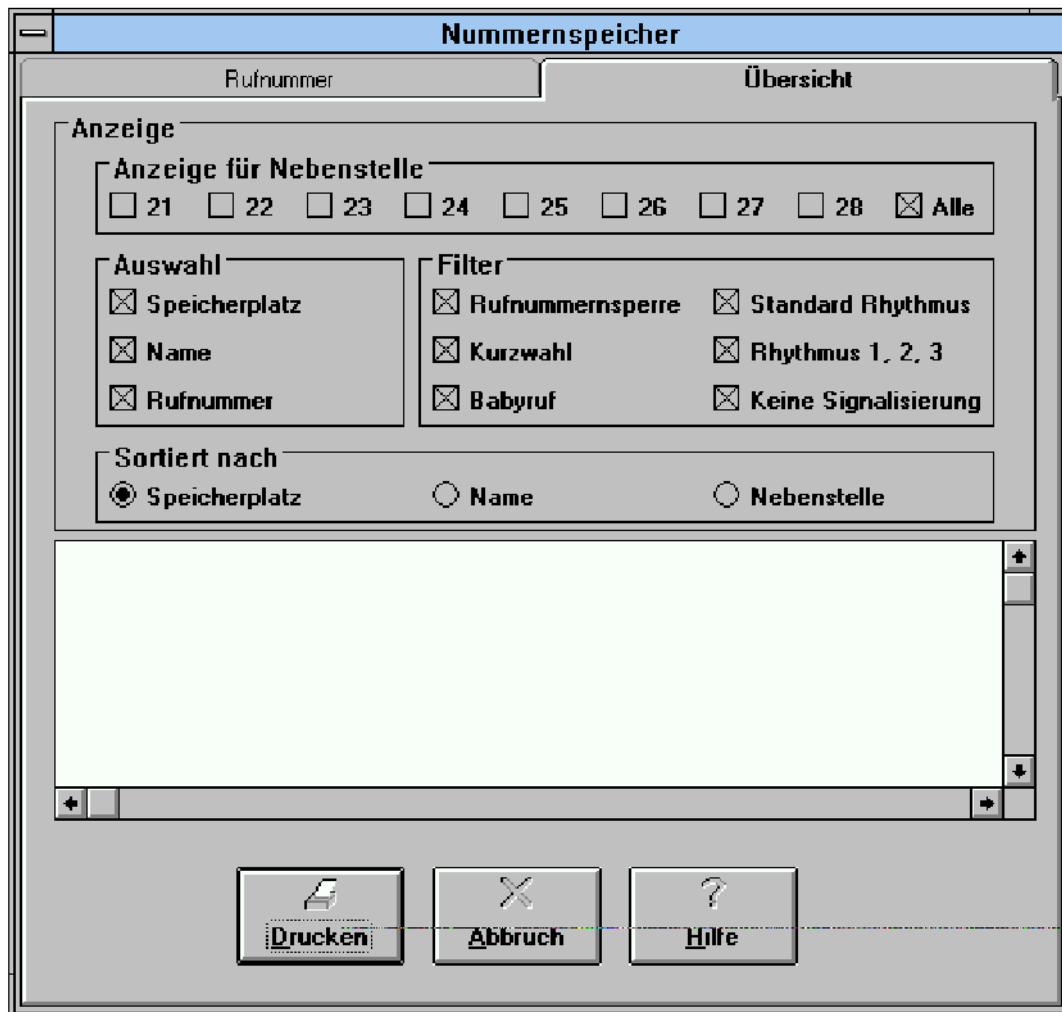 Nummernspeicher
Rufnummer Übersicht
Anzeige
Anzeige für Nebenstelle
21 22 23 24 25 26 27 28 Alle
Auswahl Filter
Speicherplatz Rufnummernsperre Standard Rhythmus
Name Kurzwahl Rhythmus 1, 2, 3
Rufnummer Babyruf Keine Signalisierung
Sortiert nach
Speicherplatz Name Nebenstelle
Drucken Abbruch Hilfe